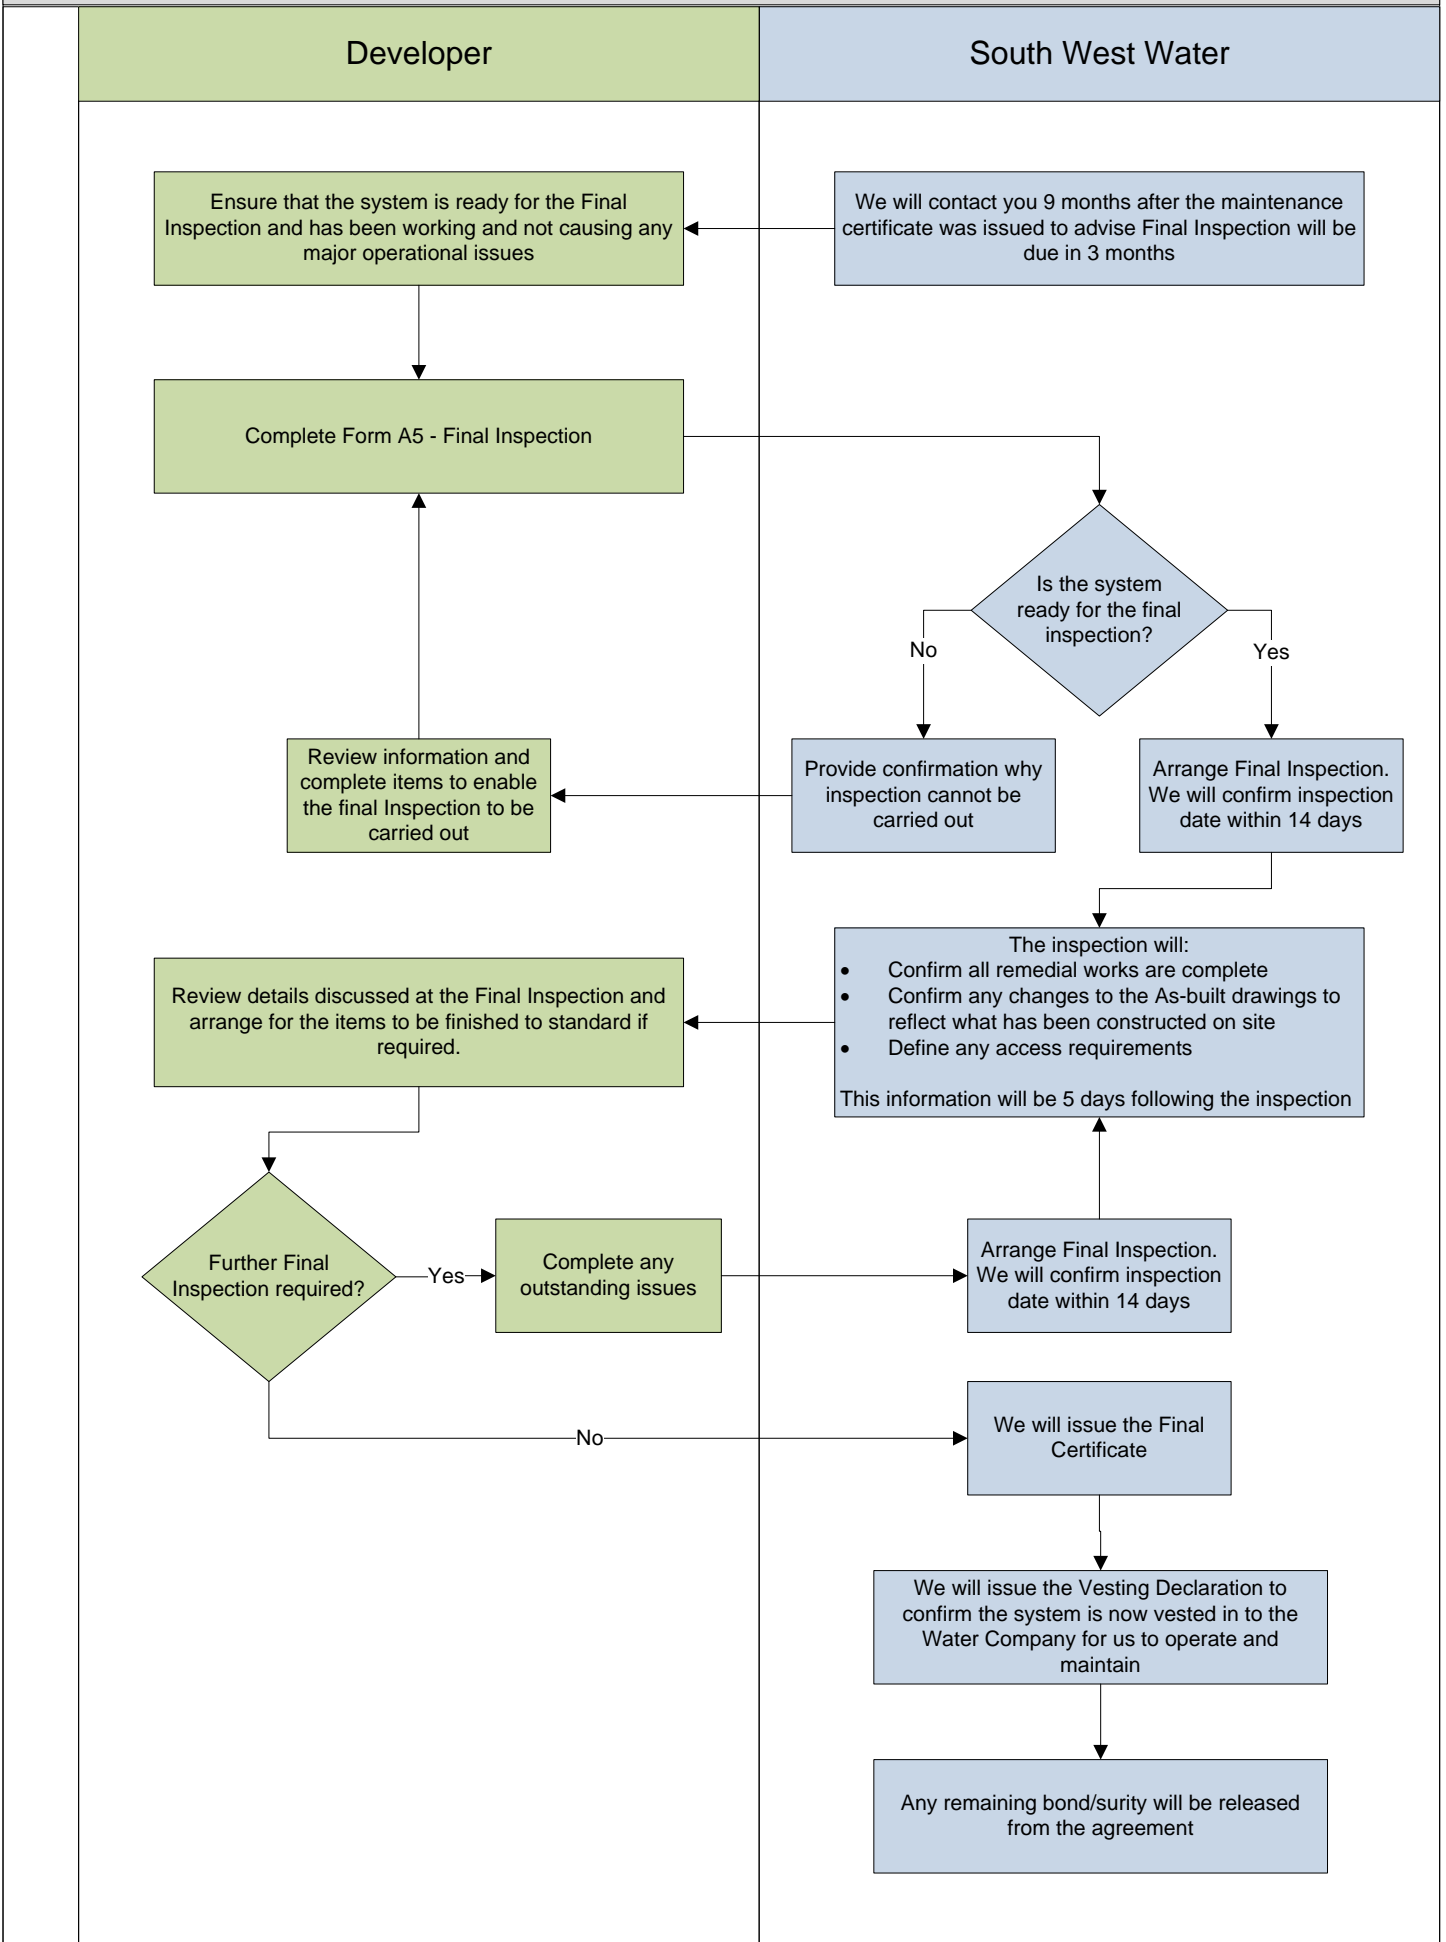 Developer
South West Water
Ensure that the system is ready for the Final
Inspection and has been working and not causing any
major operational issues
We will contact you 9 months after the maintenance
certificate was issued to advise Final Inspection will be
due in 3 months
Complete Form A5 - Final Inspection
Is the system
ready for the final
inspection?
No
Yes
Review information and
complete items to enable
the final Inspection to be
carried out
Provide confirmation why
inspection cannot be
carried out
Arrange Final Inspection.
We will confirm inspection
date within 14 days
The inspection will:
• Confirm all remedial works are complete
• Confirm any changes to the As-built drawings to
reflect what has been constructed on site
• Define any access requirements
This information will be 5 days following the inspection
Review details discussed at the Final Inspection and
arrange for the items to be finished to standard if
required.
Further Final
Inspection required?
Yes
Complete any
outstanding issues
Arrange Final Inspection.
We will confirm inspection
date within 14 days
No
We will issue the Final
Certificate
We will issue the Vesting Declaration to
confirm the system is now vested in to the
Water Company for us to operate and
maintain
Any remaining bond/surity will be released
from the agreement